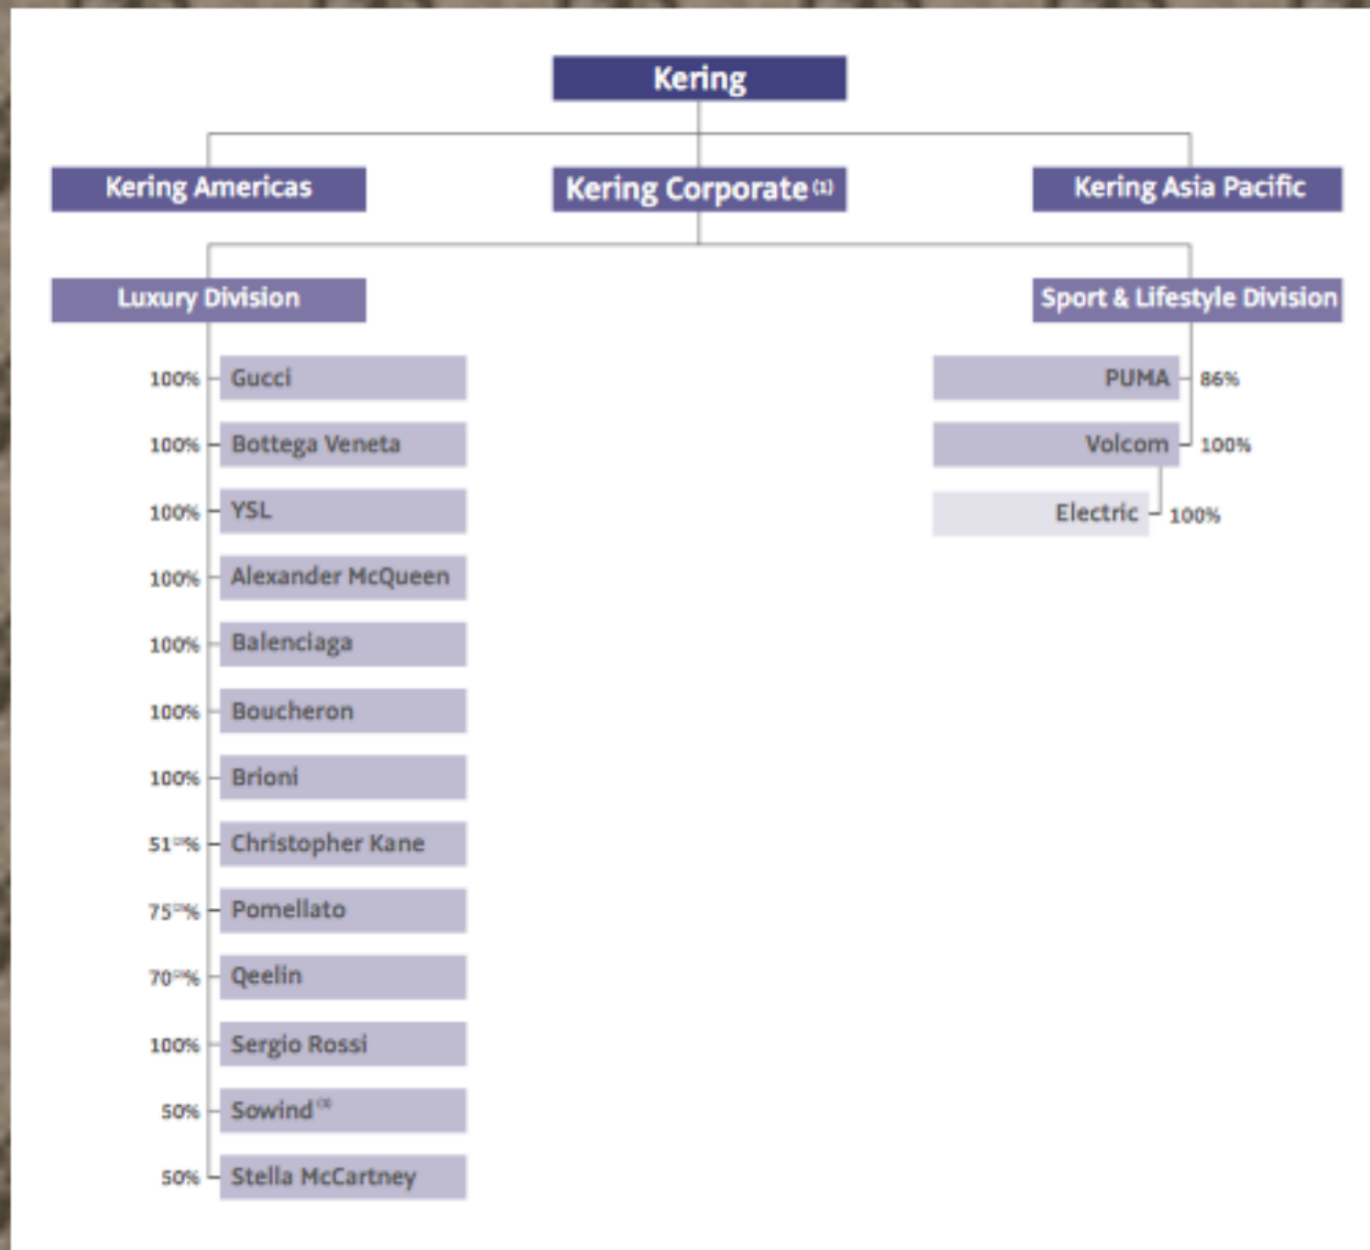 Kering
Kering Americas
Kering Corporate (1)
Kering Asia Pacific
Luxury Division
Sport & Lifestyle Division
100% Gucci
PUMA 86%
100% Bottega Veneta
Volcom 100%
100% YSL
Electric 100%
100% Alexander McQueen
100% Balenciaga
100% Boucheron
100% Brioni
51% Christopher Kane
75% Pomellato
70% Qeelin
100% Sergio Rossi
50% Sowind
50% Stella McCartney